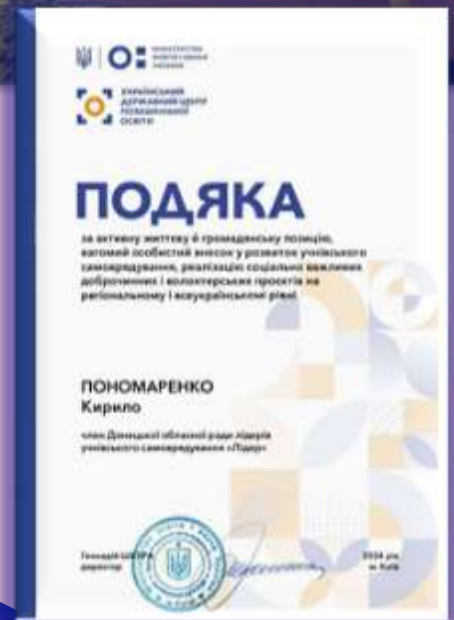 МІНІСТЕРСТВО
ОСВІТИ І НАУКИ
УКРАЇНИ
УКРАЇНСЬКИЙ
ДЕРЖАВНИЙ ЦЕНТР
ПОЗАШКІЛЬНОЇ
ОСВІТИ
ПОДЯКА
за активну життєву й громадянську позицію,
вагомий особистий внесок у розвиток учнівського
самоврядування, реалізацію соціально важливих
доброчинних і волонтерських проєктів на
регіональному і всеукраїнському рівні
ПОНОМАРЕНКО
Кирило
член Донецької обласної ради лідерів
учнівського самоврядування «Лідер»
Геннадій ШКУРА
директор
2024 рік
м. Київ